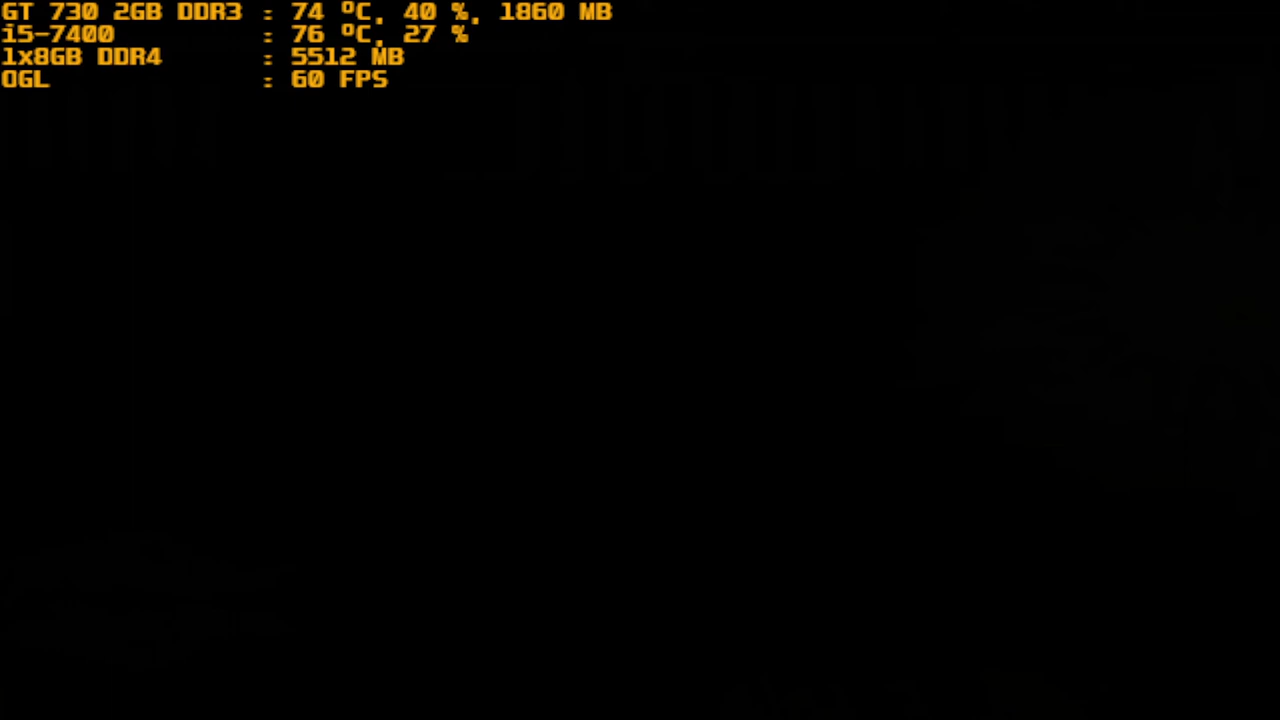 GT 730 2GB DDR3 : 74 ºC, 40 %, 1860 MB
i5-7400 : 76 ºC, 27 %
1x8GB DDR4 : 5512 MB
OGL : 60 FPS